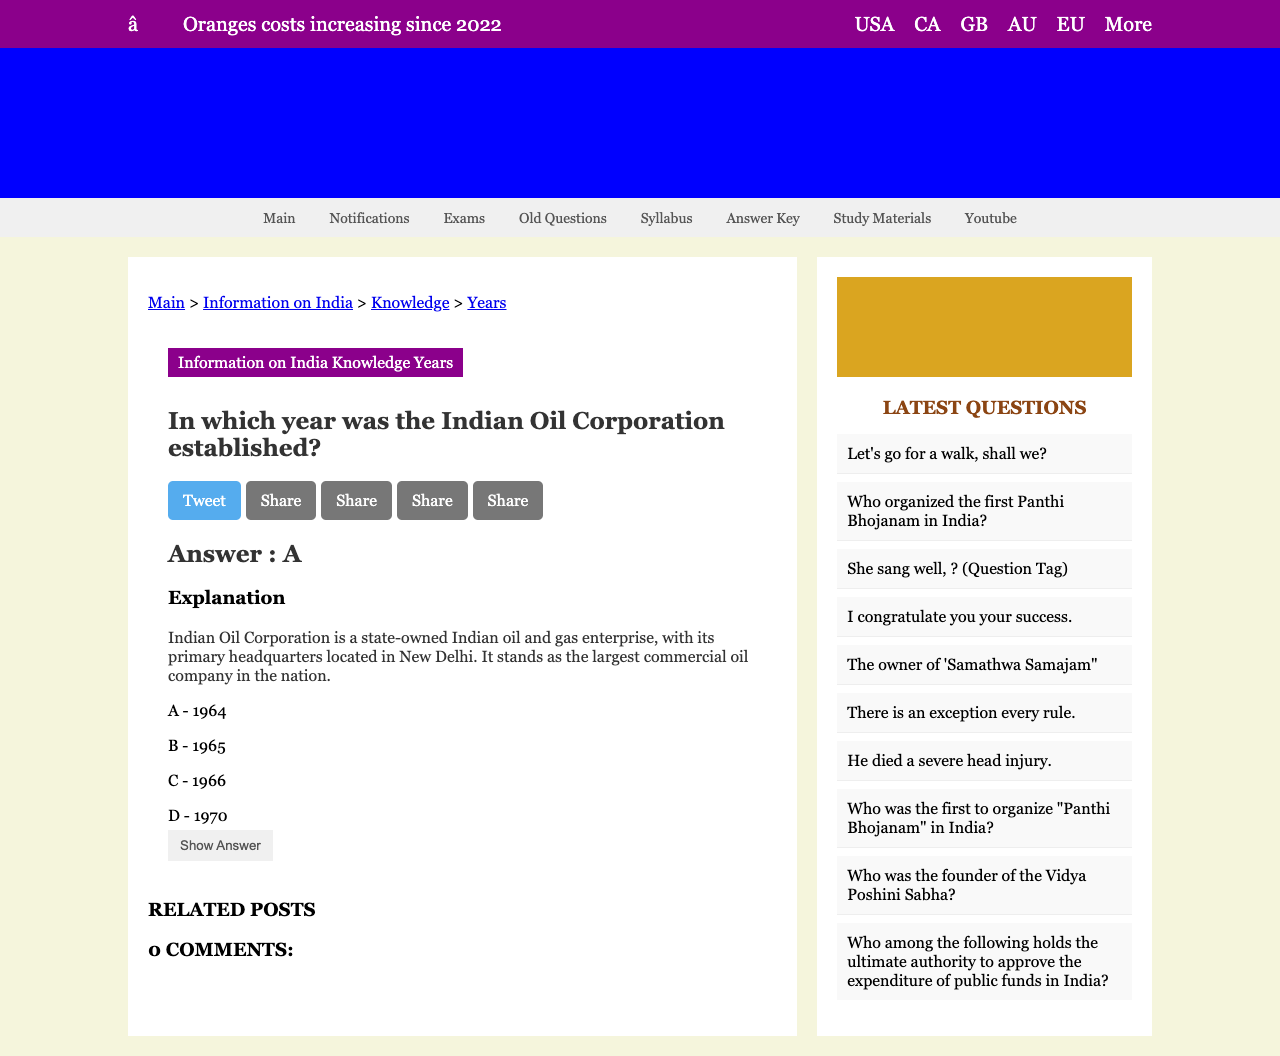 â Oranges costs increasing since 2022
USA CA GB AU EU More
Main Notifications Exams Old Questions Syllabus Answer Key Study Materials Youtube
Main > Information on India > Knowledge > Years
Information on India Knowledge Years
In which year was the Indian Oil Corporation
established?
Tweet Share Share Share Share
Answer : A
Explanation
Indian Oil Corporation is a state-owned Indian oil and gas enterprise, with its
primary headquarters located in New Delhi. It stands as the largest commercial oil
company in the nation.
A - 1964
B - 1965
C - 1966
D - 1970
Show Answer
RELATED POSTS
0 COMMENTS:
LATEST QUESTIONS
Let's go for a walk, shall we?
Who organized the first Panthi
Bhojanam in India?
She sang well, ? (Question Tag)
I congratulate you your success.
The owner of 'Samathwa Samajam"
There is an exception every rule.
He died a severe head injury.
Who was the first to organize "Panthi
Bhojanam" in India?
Who was the founder of the Vidya
Poshini Sabha?
Who among the following holds the
ultimate authority to approve the
expenditure of public funds in India?